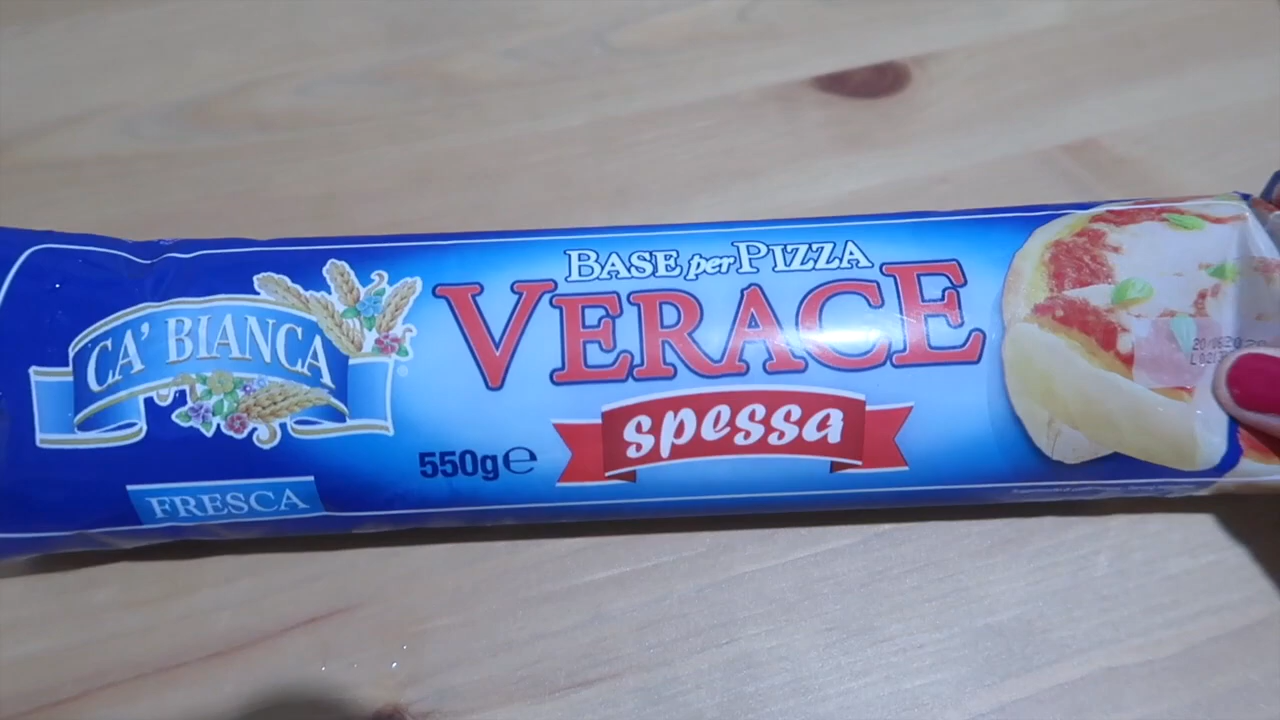 BASE per PIZZA
VERACE
CA' BIANCA
spessa
550g e
FRESCA